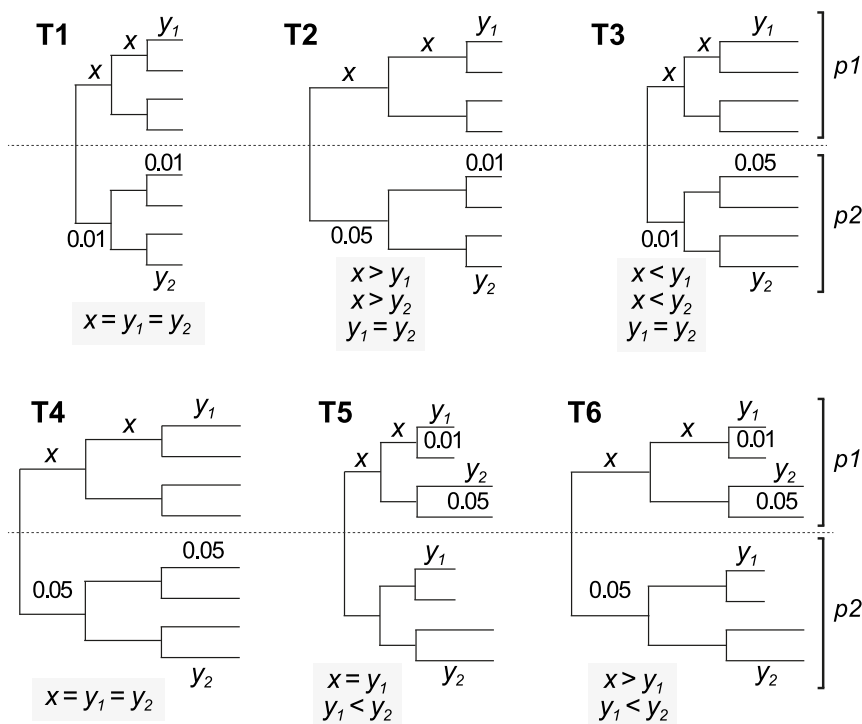 T1 x x y1
T2 x x y1
T3 x x y1
p1
0.01 0.01 y2
0.01 0.05 y2
0.05 0.01 y2
p2
x = y1 = y2
x > y1
x > y2
y1 = y2
x < y1
x < y2
y1 = y2
T4 x x y1
T5 x x y1 0.01 y2 0.05
T6 x x y1 0.01 y2 0.05
p1
0.05 0.05 y2
y1 y2
0.05 y1 y2
p2
x = y1 = y2
x = y1
y1 < y2
x > y1
y1 < y2